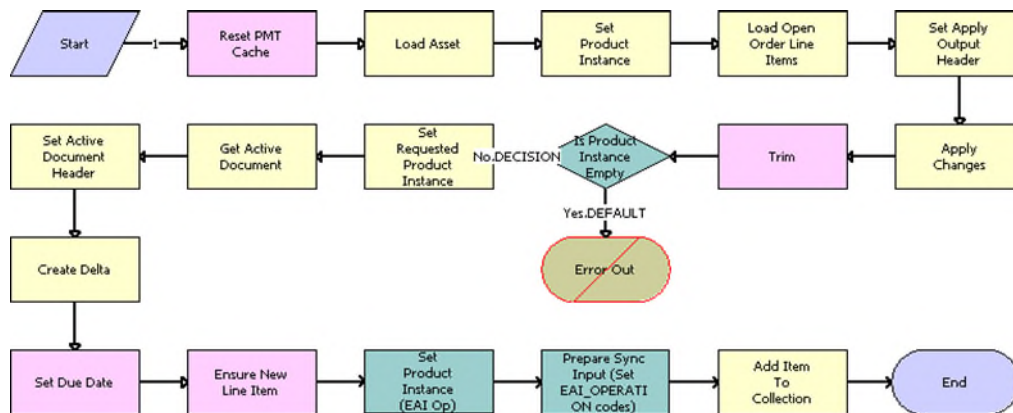 Start
1
Reset PMT
Cache
Load Asset
Set
Product
Instance
Load Open
Order Line
Items
Set Apply
Output
Header
Set Active
Document
Header
Get Active
Document
Set
Requested
Product
Instance
No.DECISION
Is Product
Instance
Empty
Trim
Apply
Changes
Yes.DEFAULT
Create Delta
Error Out
Set Due Date
Ensure New
Line Item
Set
Product
Instance
(EAI Op)
Prepare Sync
Input (Set
EAI_OPERATI
ON codes)
Add Item
To
Collection
End